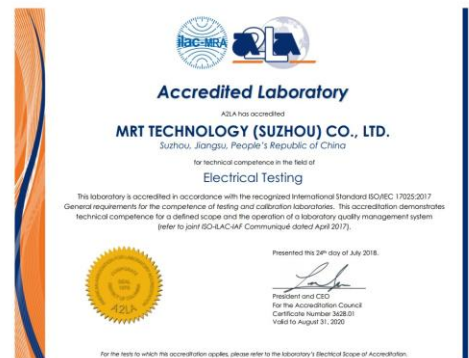 ilac-MRA
A2LA
Accredited Laboratory
A2LA has accredited
MRT TECHNOLOGY (SUZHOU) CO., LTD.
Suzhou, Jiangsu, People's Republic of China
for technical competence in the field of
Electrical Testing
This laboratory is accredited in accordance with the recognized International Standard ISO/IEC 17025:2017
General requirements for the competence of testing and calibration laboratories. This accreditation demonstrates
technical competence for a defined scope and the operation of a laboratory quality management system
(refer to joint ISO-ILAC-IAF Communiqué dated April 2017).
Presented this 24th day of July 2018.
President and CEO
For the Accreditation Council
Certificate Number 3628.01
Valid to August 31, 2020
SEAL
1978
A2LA
For the tests to which this accreditation applies, please refer to the laboratory's Electrical Scope of Accreditation.